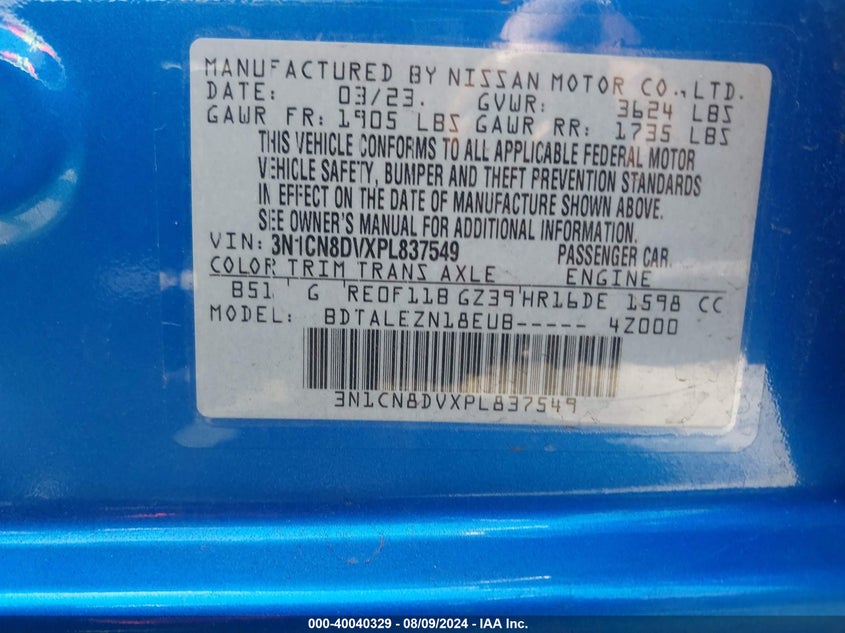 MANUFACTURED BY NISSAN MOTOR CO., LTD.
DATE: 03/23. GVWR: 3624 LBS
GAWR FR: 1905 LBS GAWR RR: 1735 LBS
THIS VEHICLE CONFORMS TO ALL APPLICABLE FEDERAL MOTOR
VEHICLE SAFETY, BUMPER AND THEFT PREVENTION STANDARDS
IN EFFECT ON THE DATE OF MANUFACTURE SHOWN ABOVE.
SEE OWNER'S MANUAL FOR ADDITIONAL INFORMATION.
VIN: 3N1CN8DVXPL837549 PASSENGER CAR.
COLOR TRIM TRANS AXLE ENGINE
B51 G RE0F11B GZ39 HR16DE 1598 CC
MODEL: BDTALEZN18EUB----- 4Z000
3N1CN8DVXPL837549
000-40040329 - 08/09/2024 - IAA Inc.